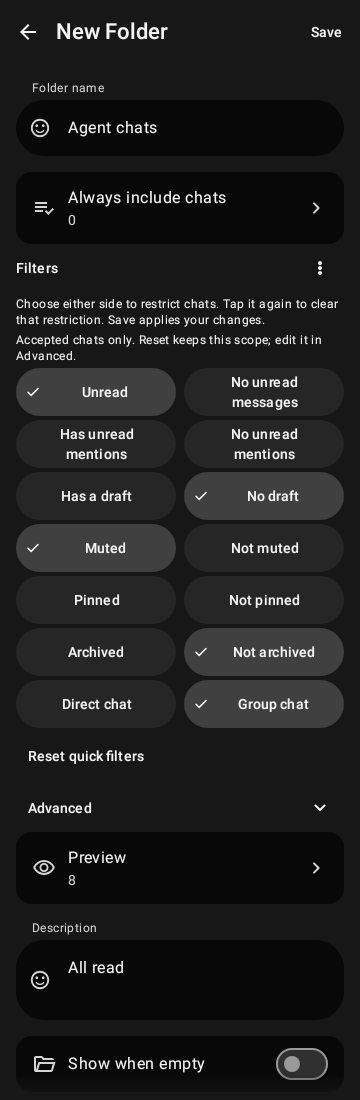 New Folder
Save
Folder name
Agent chats
Always include chats
0
Filters
Choose either side to restrict chats. Tap it again to clear
that restriction. Save applies your changes.
Accepted chats only. Reset keeps this scope; edit it in
Advanced.
Unread
No unread
messages
Has unread
mentions
No unread
mentions
Has a draft
No draft
Muted
Not muted
Pinned
Not pinned
Archived
Not archived
Direct chat
Group chat
Reset quick filters
Advanced
Preview
8
Description
All read
Show when empty